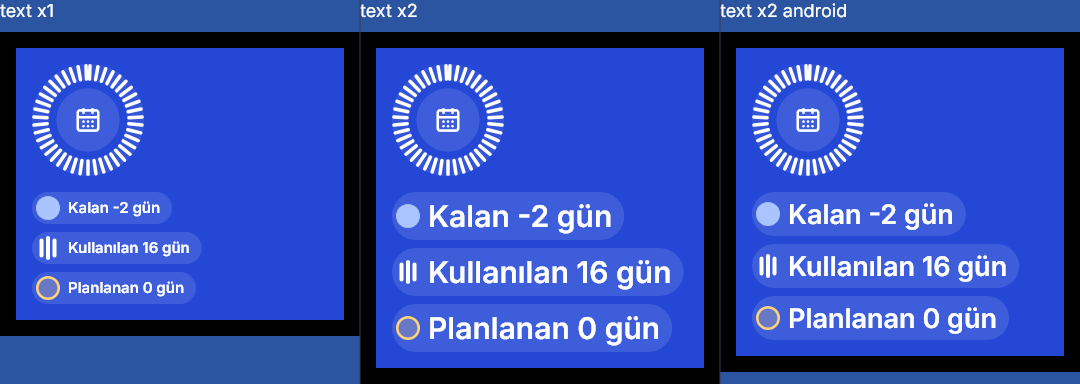 text x1
Kalan -2 gün
Kullanılan 16 gün
Planlanan 0 gün
text x2
Kalan -2 gün
Kullanılan 16 gün
Planlanan 0 gün
text x2 android
Kalan -2 gün
Kullanılan 16 gün
Planlanan 0 gün